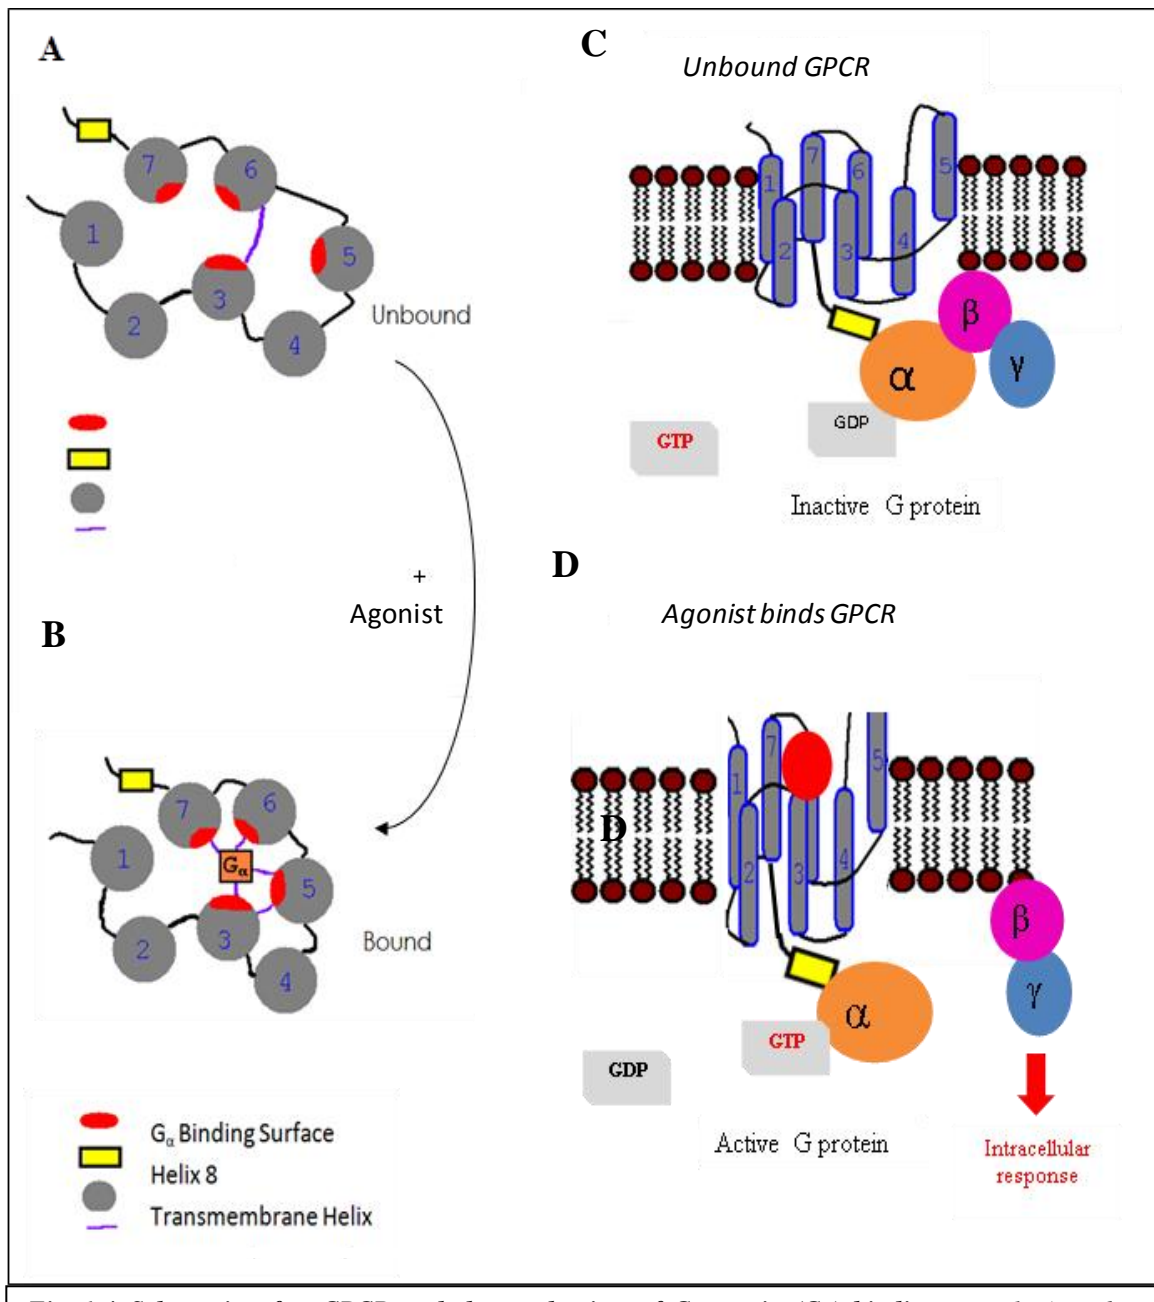 A
7
6
1
5
3
2
4
Unbound
+
Agonist
B
7
6
1
Gα
5
3
2
4
Bound
Gα Binding Surface
Helix 8
Transmembrane Helix
C
Unbound GPCR
7
1
6
5
2
3
4
β
α
γ
GTP
GDP
Inactive G protein
D
Agonist binds GPCR
7
5
1
D
2
3
4
β
γ
α
GTP
GDP
Active G protein
Intracellular
response